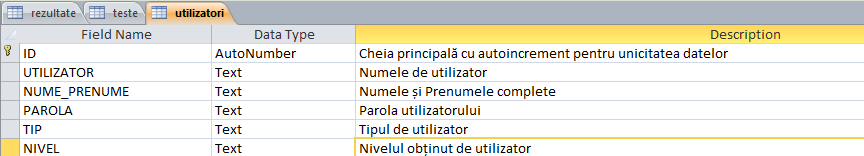 rezultate teste utilizatori
Field Name Data Type Description
ID AutoNumber Cheia principală cu autoincrement pentru unicitatea datelor
UTILIZATOR Text Numele de utilizator
NUME_PRENUME Text Numele și Prenumele complete
PAROLA Text Parola utilizatorului
TIP Text Tipul de utilizator
NIVEL Text Nivelul obținut de utilizator